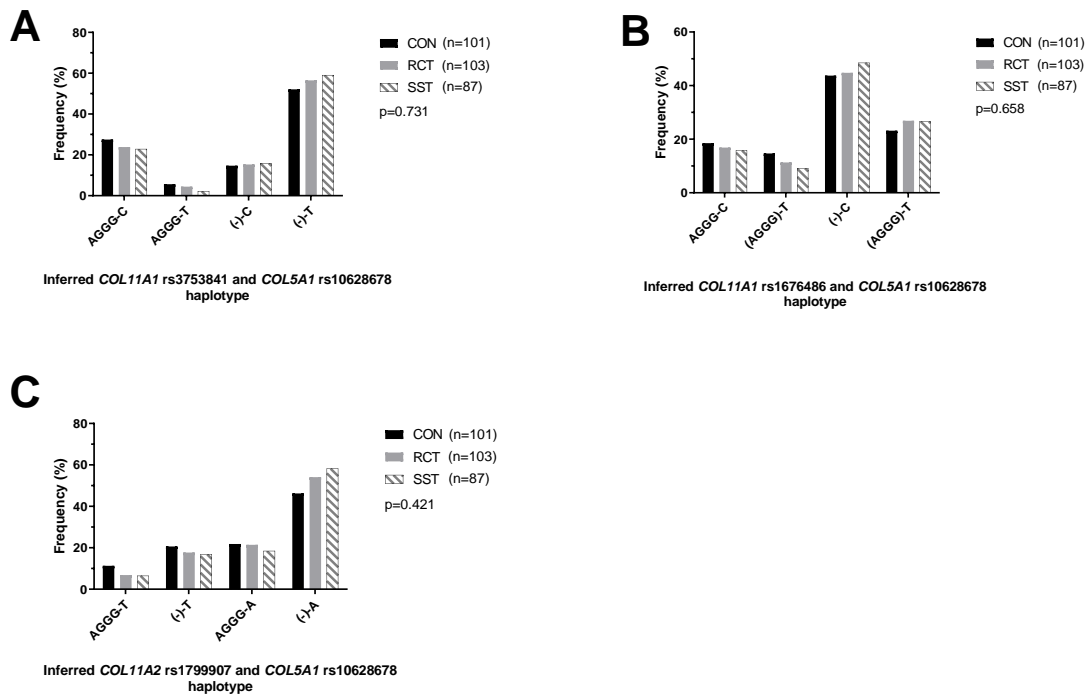 A
Frequency (%)
80
60
40
20
0
AGGG-C
AGGG-T
(-)-C
(-)-T
CON (n=101)
RCT (n=103)
SST (n=87)
p=0.731
Inferred COL11A1 rs3753841 and COL5A1 rs10628678
haplotype
B
Frequency (%)
60
40
20
0
AGGG-C
(AGGG)-T
(-)-C
(AGGG)-T
CON (n=101)
RCT (n=103)
SST (n=87)
p=0.658
Inferred COL11A1 rs1676486 and COL5A1 rs10628678
haplotype
C
Frequency (%)
80
60
40
20
0
AGGG-T
(-)-T
AGGG-A
(-)-A
CON (n=101)
RCT (n=103)
SST (n=87)
p=0.421
Inferred COL11A2 rs1799907 and COL5A1 rs10628678
haplotype